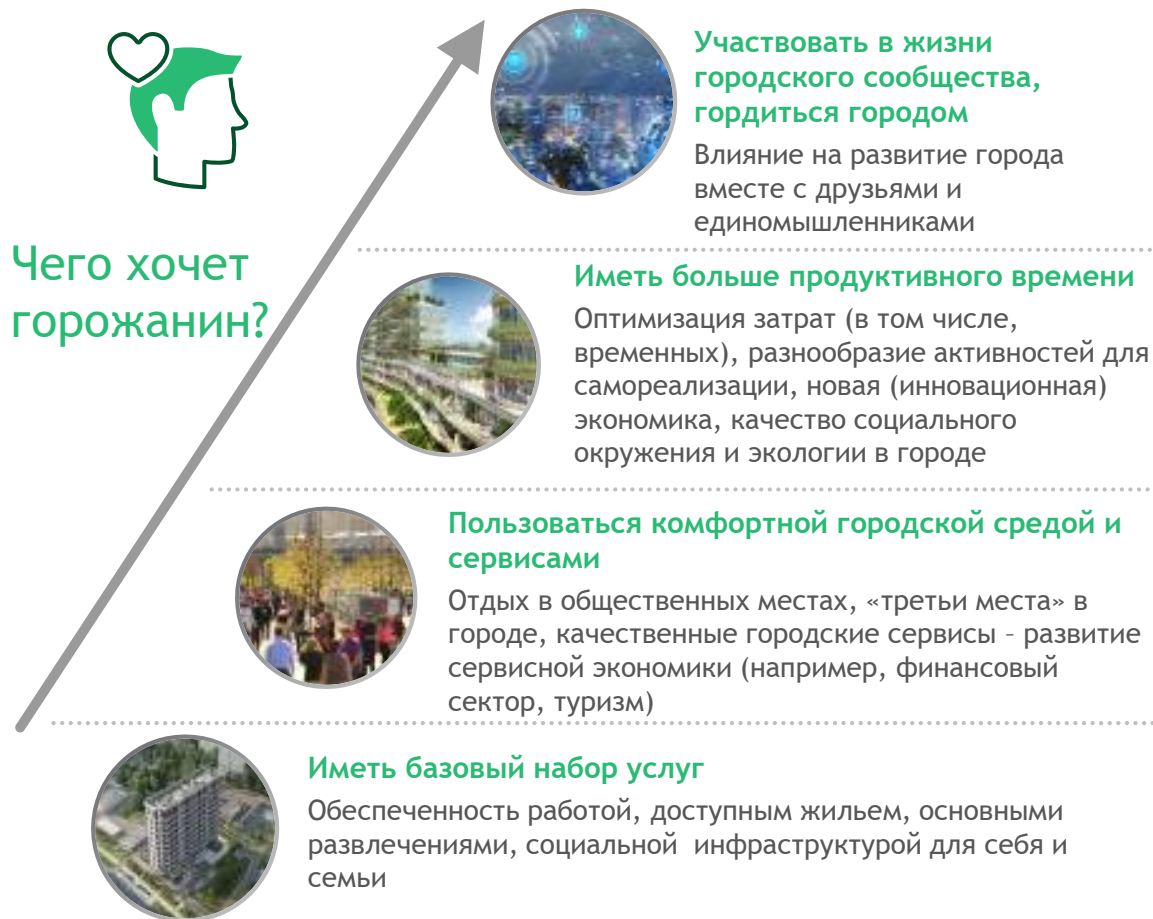 Чего хочет
горожанин?
Участвовать в жизни
городского сообщества,
гордиться городом
Влияние на развитие города
вместе с друзьями и
единомышленниками
Иметь больше продуктивного времени
Оптимизация затрат (в том числе,
временных), разнообразие активностей для
самореализации, новая (инновационная)
экономика, качество социального
окружения и экологии в городе
Пользоваться комфортной городской средой и
сервисами
Отдых в общественных местах, «третьи места» в
городе, качественные городские сервисы – развитие
сервисной экономики (например, финансовый
сектор, туризм)
Иметь базовый набор услуг
Обеспеченность работой, доступным жильем, основными
развлечениями, социальной  инфраструктурой для себя и
семьи